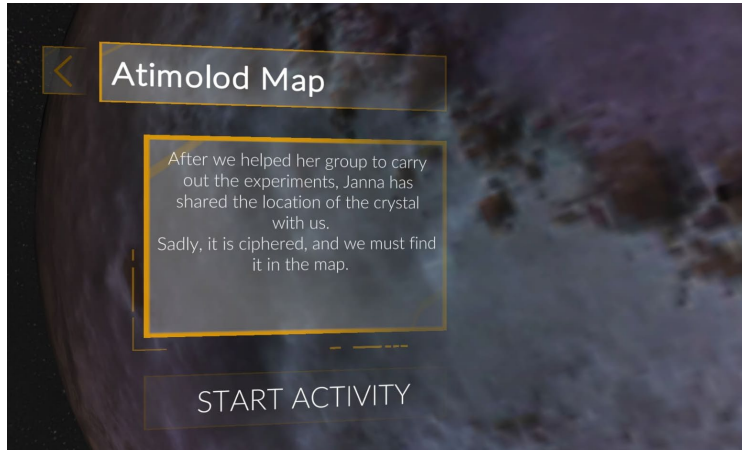 Atimolod Map
After we helped her group to carry
out the experiments, Janna has
shared the location of the crystal
with us.
Sadly, it is ciphered, and we must find
it in the map.
START ACTIVITY